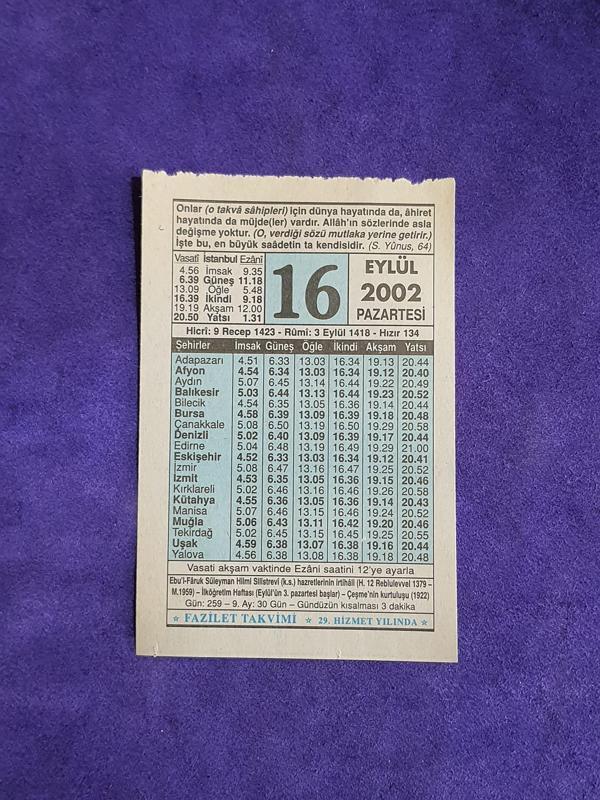 Onlar (o takvâ sâhipleri) için dünya hayatında da, âhiret
hayatında da müjde(ler) vardır. Allâh'ın sözlerinde asla
değişme yoktur. (O, verdiği sözü mutlaka yerine getirir.)
İşte bu, en büyük saâdetin ta kendisidir. (S. Yûnus, 64)
Vasatî İstanbul Ezânî
4.56 İmsak 9.35
6.39 Güneş 11.18
13.09 Öğle 5.48
16.39 İkindi 9.18
19.19 Akşam 12.00
20.50 Yatsı 1.31
16
EYLÜL
2002
PAZARTESİ
Hicrî: 9 Recep 1423 - Rûmî: 3 Eylül 1418 - Hızır 134
Şehirler İmsak Güneş Öğle İkindi Akşam Yatsı
Adapazarı 4.51 6.33 13.03 16.34 19.13 20.44
Afyon 4.54 6.34 13.03 16.34 19.12 20.40
Aydın 5.07 6.45 13.14 16.44 19.22 20.49
Balıkesir 5.03 6.44 13.13 16.44 19.23 20.52
Bilecik 4.54 6.35 13.05 16.36 19.14 20.44
Bursa 4.58 6.39 13.09 16.39 19.18 20.48
Çanakkale 5.08 6.50 13.19 16.50 19.29 20.58
Denizli 5.02 6.40 13.09 16.39 19.17 20.44
Edirne 5.04 6.48 13.19 16.49 19.29 21.00
Eskişehir 4.52 6.33 13.03 16.34 19.12 20.41
İzmir 5.08 6.47 13.16 16.47 19.25 20.52
İzmit 4.53 6.35 13.05 16.36 19.15 20.46
Kırklareli 5.02 6.46 13.16 16.46 19.26 20.58
Kütahya 4.55 6.36 13.05 16.36 19.14 20.43
Manisa 5.07 6.46 13.15 16.46 19.24 20.52
Muğla 5.06 6.43 13.11 16.42 19.20 20.46
Tekirdağ 5.02 6.45 13.15 16.45 19.25 20.55
Uşak 4.59 6.38 13.07 16.38 19.16 20.44
Yalova 4.56 6.38 13.08 16.38 19.18 20.48
Vasati akşam vaktinde Ezâni saatini 12'ye ayarla
Ebu'l-Fâruk Süleyman Hilmi Silistrevî (k.s.) hazretlerinin irtihâli (H. 12 Rebîulevvel 1379 –
M.1959) – İlköğretim Haftası (Eylül'ün 3. pazartesi başlar) – Çeşme'nin kurtuluşu (1922)
Gün: 259 – 9. Ay: 30 Gün – Gündüzün kısalması 3 dakika
FAZİLET TAKVİMİ 29. HİZMET YILINDA